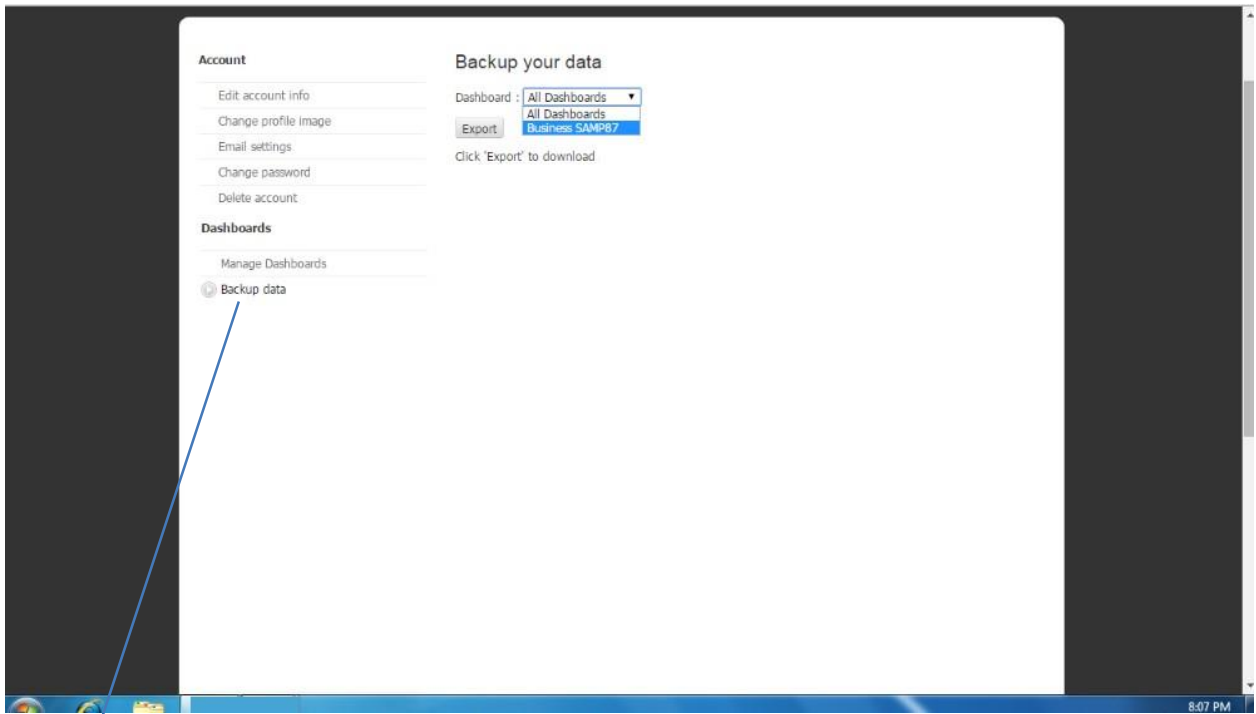 Account
Edit account info
Change profile image
Email settings
Change password
Delete account
Dashboards
Manage Dashboards
Backup data
Backup your data
Dashboard : All Dashboards
All Dashboards
Business SAMP87
Export
Click 'Export' to download
8:07 PM